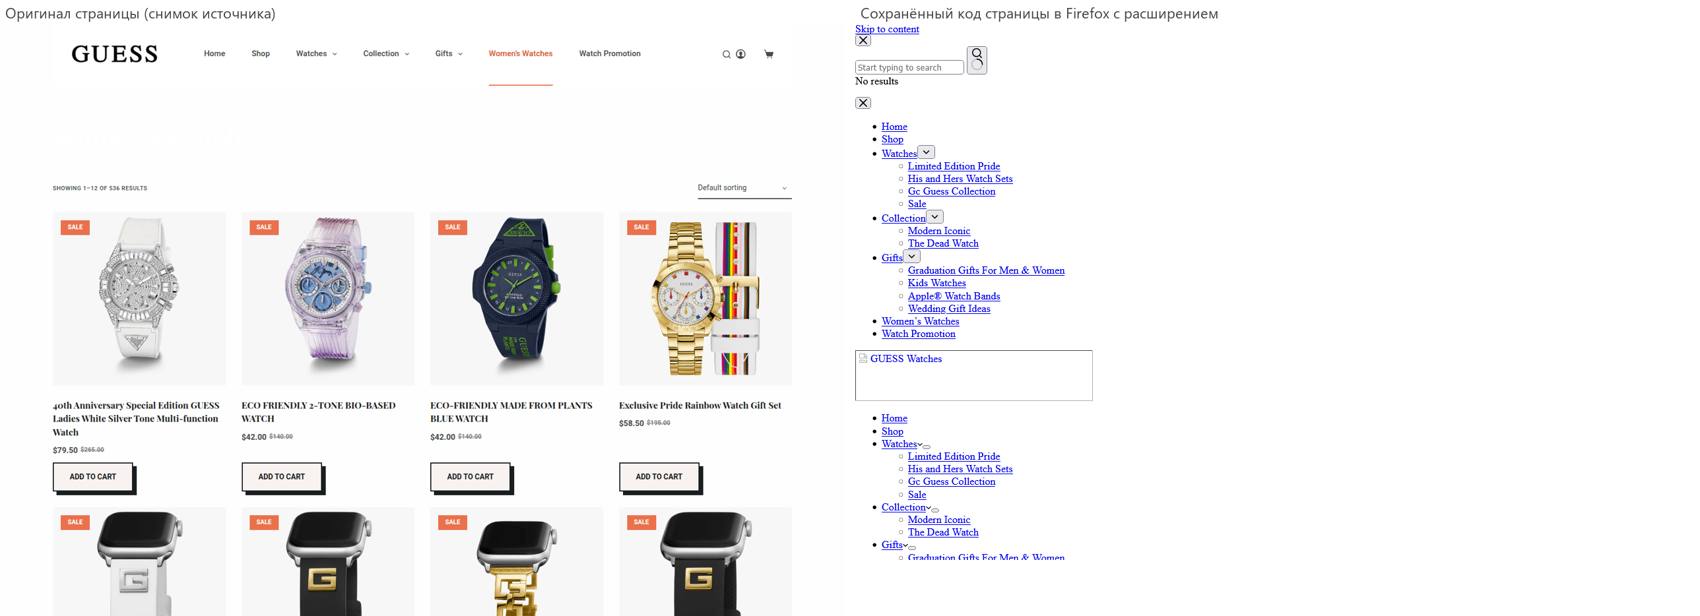 Оригинал страницы (снимок источника)
GUESS
Home Shop Watches Collection Gifts Women's Watches Watch Promotion
SHOWING 1–12 OF 536 RESULTS
Default sorting
SALE SALE SALE SALE
40th Anniversary Special Edition GUESS
Ladies White Silver Tone Multi-function
Watch
$79.50 $265.00
ADD TO CART
ECO FRIENDLY 2-TONE BIO-BASED
WATCH
$42.00 $140.00
ADD TO CART
ECO-FRIENDLY MADE FROM PLANTS
BLUE WATCH
$42.00 $140.00
ADD TO CART
Exclusive Pride Rainbow Watch Gift Set
$58.50 $195.00
ADD TO CART
SALE SALE SALE SALE
Сохранённый код страницы в Firefox с расширением
Skip to content
Start typing to search
No results
Home
Shop
Watches
Limited Edition Pride
His and Hers Watch Sets
Gc Guess Collection
Sale
Collection
Modern Iconic
The Dead Watch
Gifts
Graduation Gifts For Men & Women
Kids Watches
Apple® Watch Bands
Wedding Gift Ideas
Women's Watches
Watch Promotion
GUESS Watches
Home
Shop
Watches
Limited Edition Pride
His and Hers Watch Sets
Gc Guess Collection
Sale
Collection
Modern Iconic
The Dead Watch
Gifts
Graduation Gifts For Men & Women